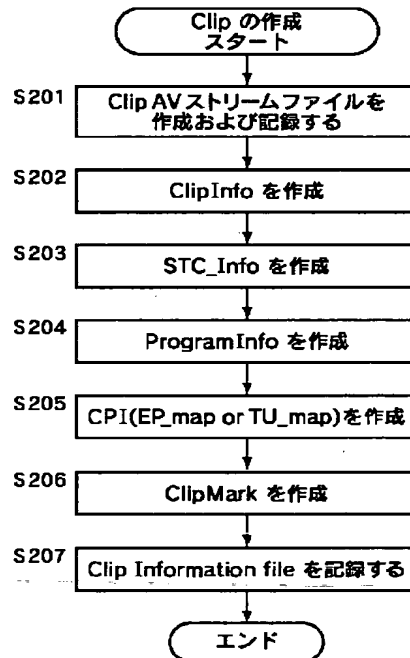 Clip の作成
スタート
S201
Clip AVストリームファイルを
作成および記録する
S202
ClipInfo を作成
S203
STC_Info を作成
S204
ProgramInfo を作成
S205
CPI(EP_map or TU_map)を作成
S206
ClipMark を作成
S207
Clip Information file を記録する
エンド